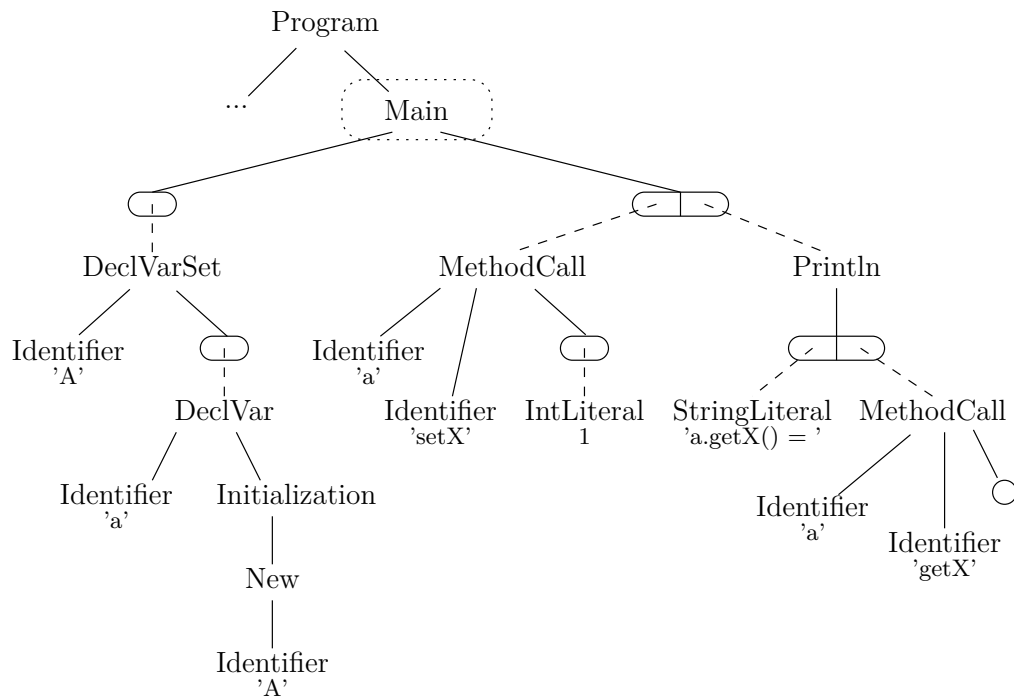 Program
...
Main
DeclVarSet
MethodCall
Println
Identifier
'A'
Identifier
'a'
DeclVar
Identifier
'setX'
IntLiteral
1
StringLiteral
'a.getX() = '
MethodCall
Identifier
'a'
Initialization
Identifier
'a'
Identifier
'getX'
New
Identifier
'A'